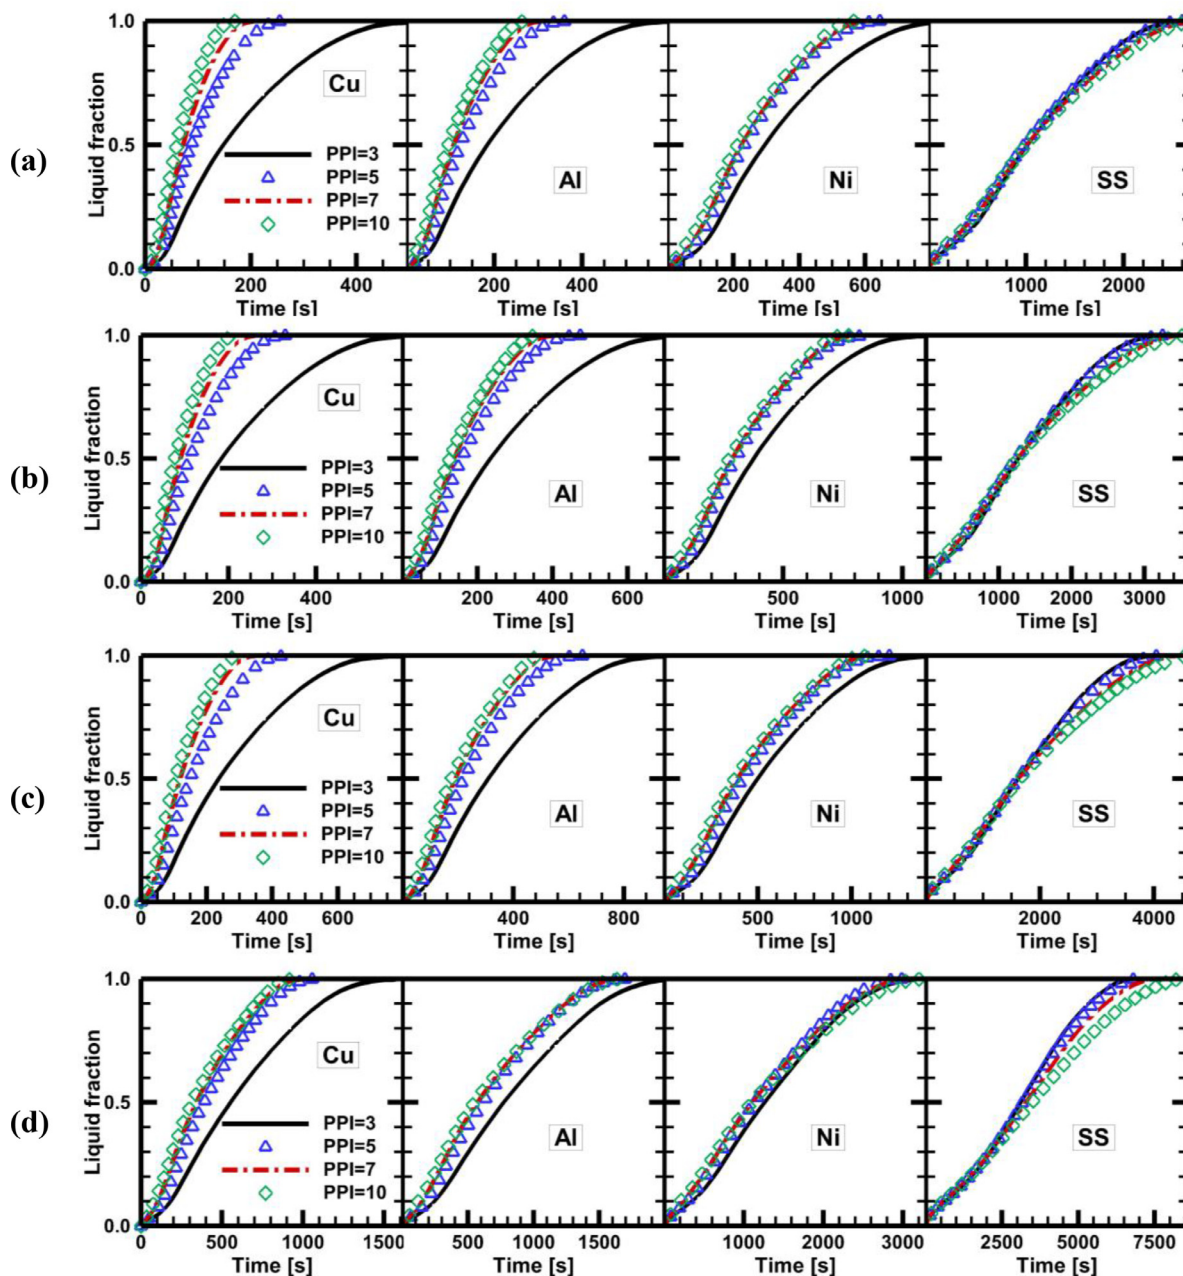 (a)
Liquid fraction
1.0
0.5
0.0
Cu
PPI=3
PPI=5
PPI=7
PPI=10
Al
Ni
SS
0 200 400
200 400
200 400 600
1000 2000
Time [s]
Time [s]
Time [s]
Time [s]
(b)
Liquid fraction
1.0
0.5
0.0
Cu
PPI=3
PPI=5
PPI=7
PPI=10
Al
Ni
SS
0 200 400
200 400 600
500 1000
1000 2000 3000
Time [s]
Time [s]
Time [s]
Time [s]
(c)
Liquid fraction
1.0
0.5
0.0
Cu
PPI=3
PPI=5
PPI=7
PPI=10
Al
Ni
SS
0 200 400 600
400 800
500 1000
2000 4000
Time [s]
Time [s]
Time [s]
Time [s]
(d)
Liquid fraction
1.0
0.5
0.0
Cu
PPI=3
PPI=5
PPI=7
PPI=10
Al
Ni
SS
0 500 1000 1500
500 1000 1500
1000 2000 3000
2500 5000 7500
Time [s]
Time [s]
Time [s]
Time [s]